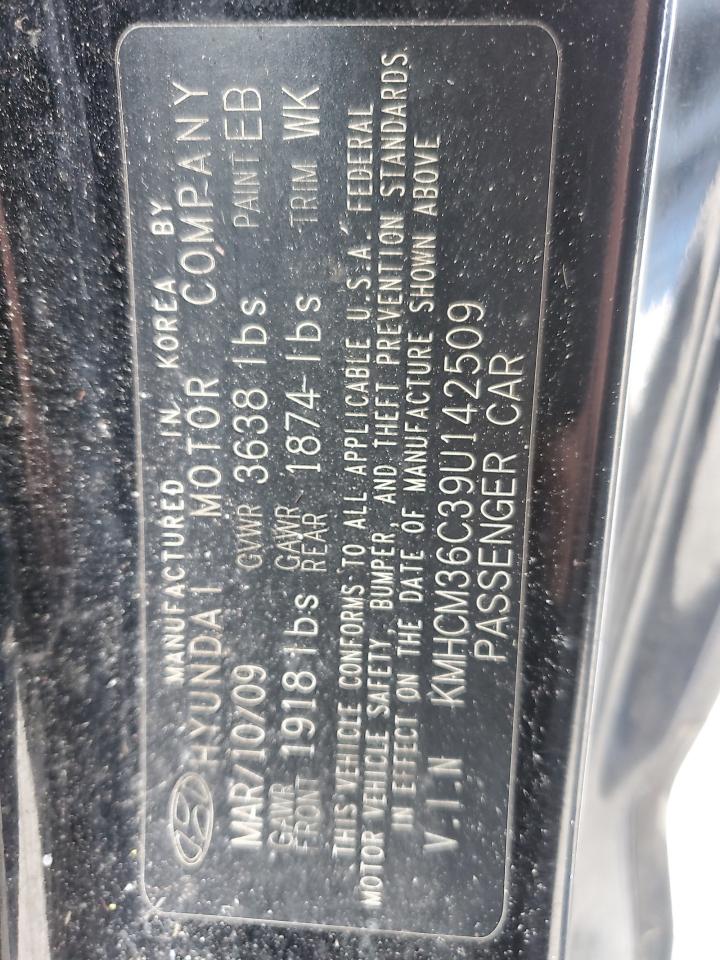 MANUFACTURED IN KOREA BY
HYUNDAI MOTOR COMPANY
MAR/10/09 GVWR 3638 lbs PAINT EB
GAWR FRONT 1918 lbs GAWR REAR 1874 lbs TRIM WK
THIS VEHICLE CONFORMS TO ALL APPLICABLE U.S.A. FEDERAL
MOTOR VEHICLE SAFETY, BUMPER, AND THEFT PREVENTION STANDARDS
IN EFFECT ON THE DATE OF MANUFACTURE SHOWN ABOVE
V.I.N KMHCM36C39U142509
PASSENGER CAR